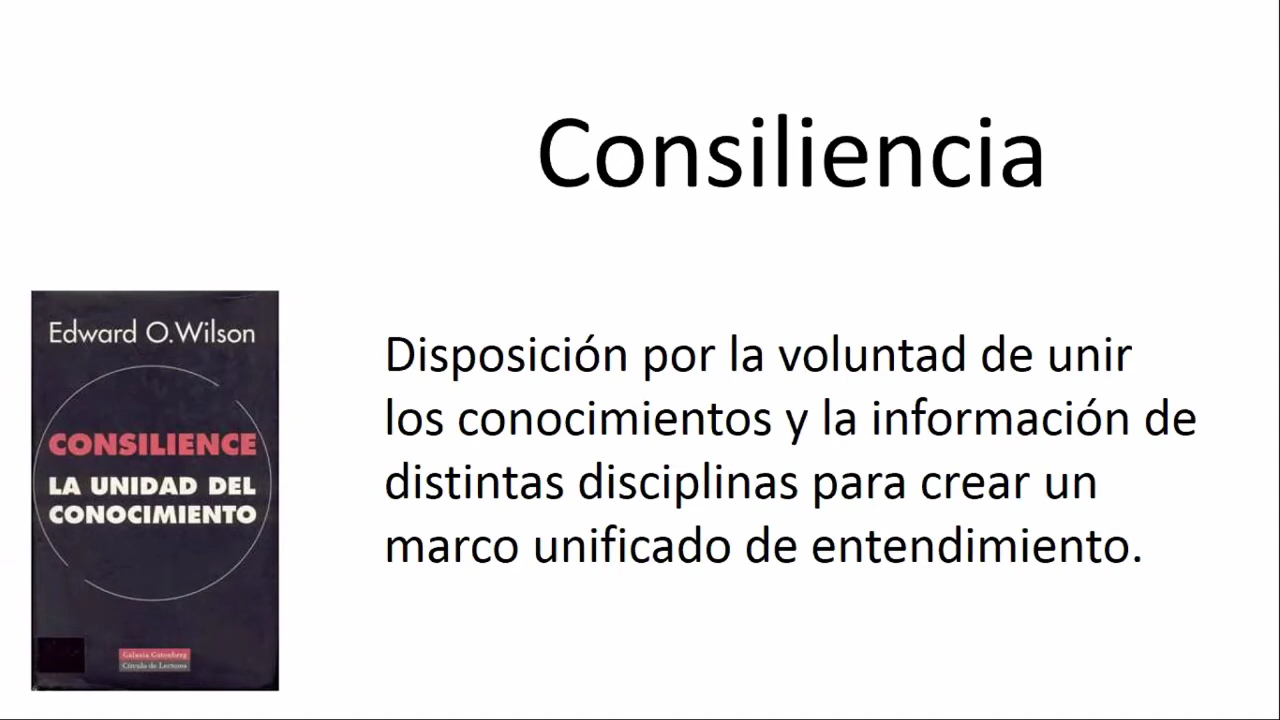 Consiliencia
Edward O. Wilson
CONSILIENCE
LA UNIDAD DEL
CONOCIMIENTO
Galaxia Gutenberg
Círculo de Lectores
Disposición por la voluntad de unir
los conocimientos y la información de
distintas disciplinas para crear un
marco unificado de entendimiento.